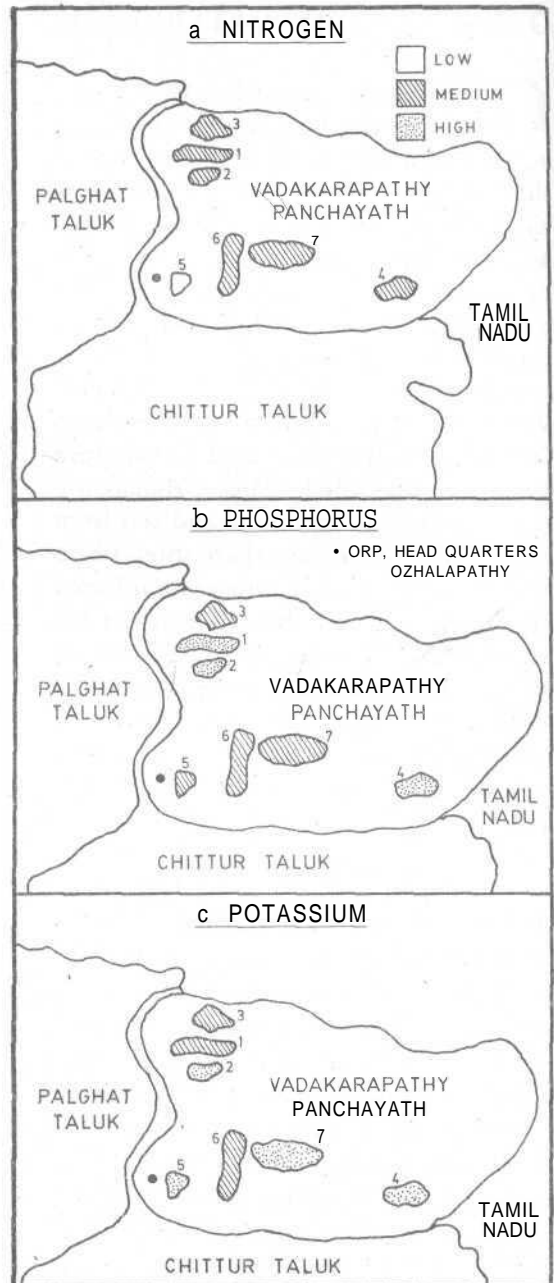 a NITROGEN
LOW
MEDIUM
HIGH
3
1
2
PALGHAT
TALUK
VADAKARAPATHY
PANCHAYATH
6
7
5
4
TAMIL
NADU
CHITTUR TALUK
b PHOSPHORUS
• ORP, HEAD QUARTERS
OZHALAPATHY
3
1
2
PALGHAT
TALUK
VADAKARAPATHY
PANCHAYATH
6
7
5
4
TAMIL
NADU
CHITTUR TALUK
c POTASSIUM
3
1
2
PALGHAT
TALUK
VADAKARAPATHY
PANCHAYATH
6
7
5
4
TAMIL
NADU
CHITTUR TALUK